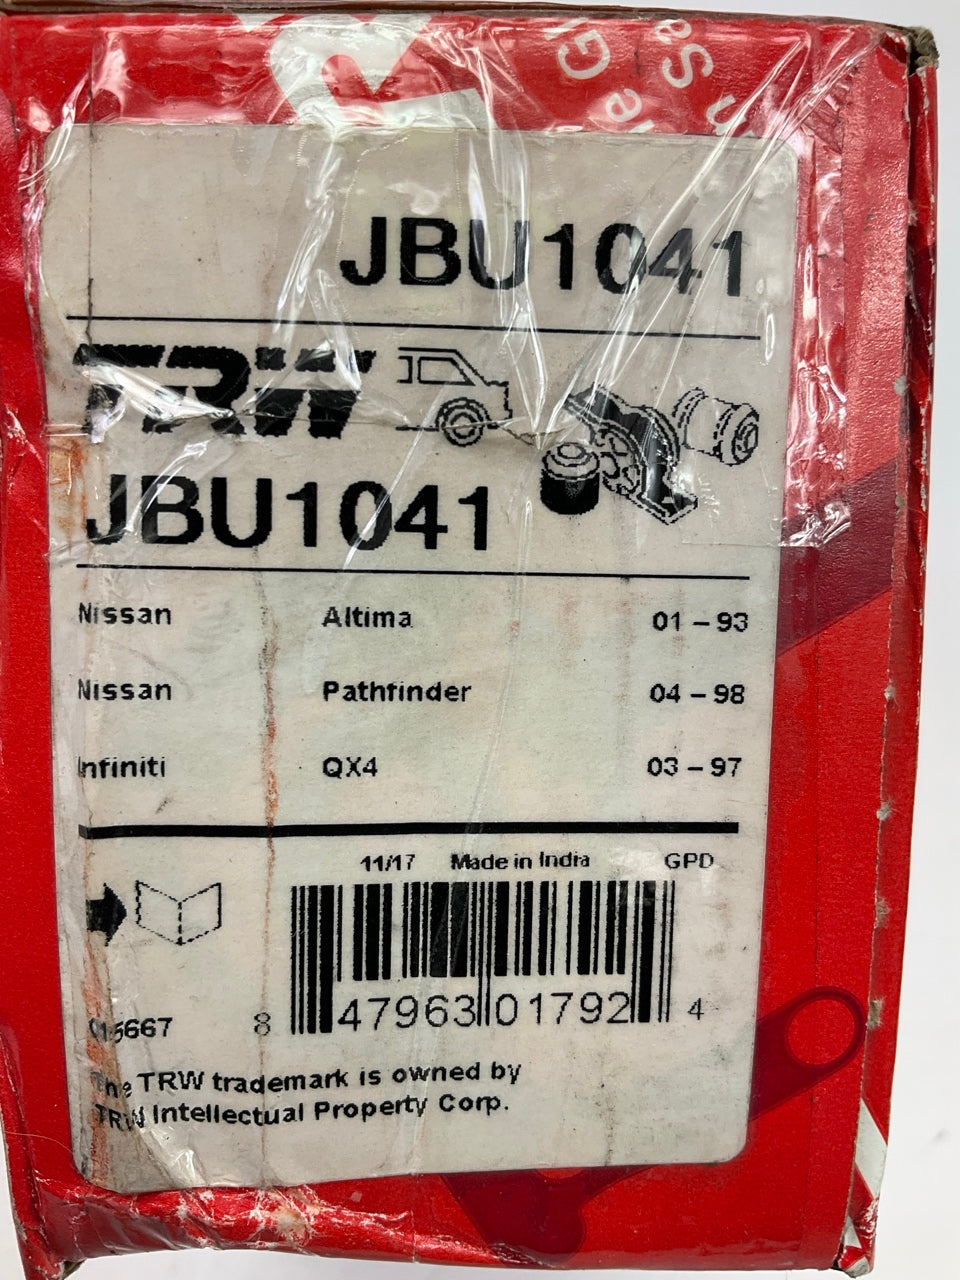 JBU1041
TRW
JBU1041
Nissan Altima 01 – 93
Nissan Pathfinder 04 – 98
Infiniti QX4 03 – 97
11/17 Made in India GPD
8 47963 01792 4
The TRW trademark is owned by
TRW Intellectual Property Corp.